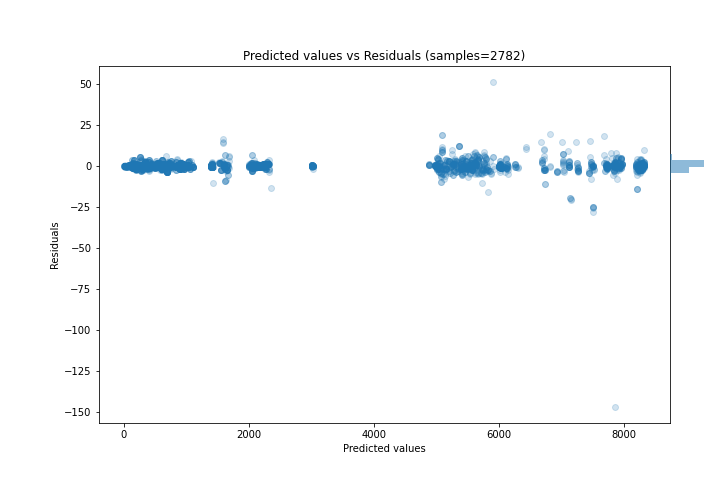 Predicted values vs Residuals (samples=2782)
50
25
0
−25
−50
−75
−100
−125
−150
Residuals
0 2000 4000 6000 8000
Predicted values